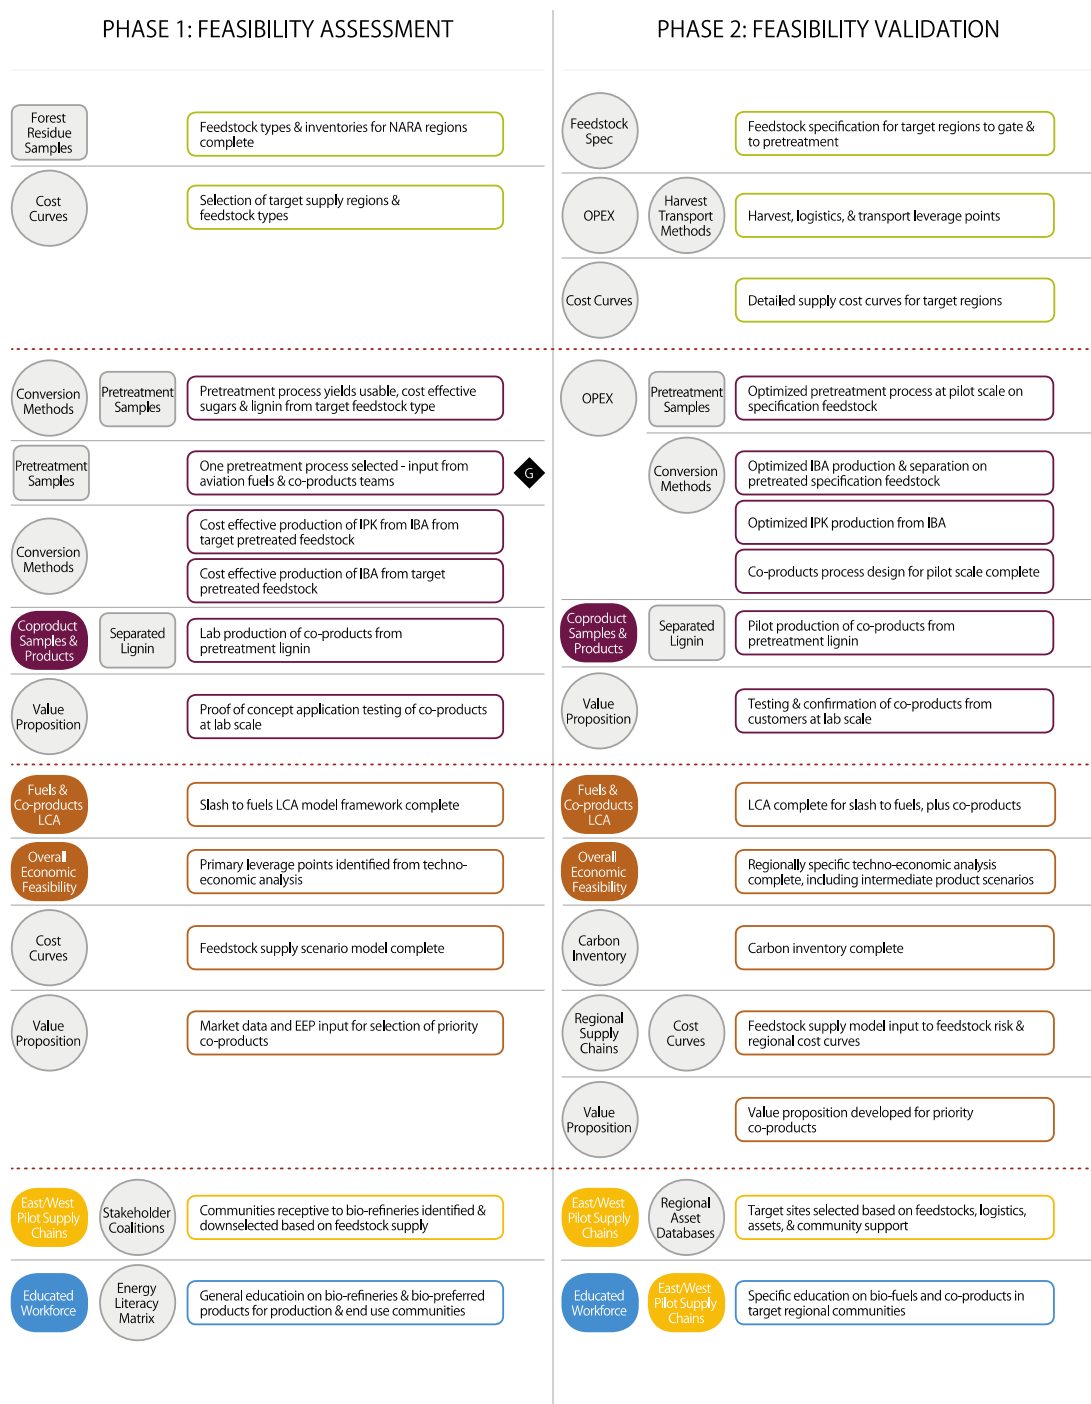 PHASE 1: FEASIBILITY ASSESSMENT
Forest
Residue
Samples
Feedstock types & inventories for NARA regions
complete
Cost
Curves
Selection of target supply regions &
feedstock types
Conversion
Methods
Pretreatment
Samples
Pretreatment process yields usable, cost effective
sugars & lignin from target feedstock type
Pretreatment
Samples
One pretreatment process selected - input from
aviation fuels & co-products teams
G
Conversion
Methods
Cost effective production of IPK from IBA from
target pretreated feedstock
Cost effective production of IBA from target
pretreated feedstock
Coproduct
Samples &
Products
Separated
Lignin
Lab production of co-products from
pretreatment lignin
Value
Proposition
Proof of concept application testing of co-products
at lab scale
Fuels &
Co-products
LCA
Slash to fuels LCA model framework complete
Overall
Economic
Feasibility
Primary leverage points identified from techno-
economic analysis
Cost
Curves
Feedstock supply scenario model complete
Value
Proposition
Market data and EEP input for selection of priority
co-products
East/West
Pilot Supply
Chains
Stakeholder
Coalitions
Communities receptive to bio-refineries identified &
downselected based on feedstock supply
Educated
Workforce
Energy
Literacy
Matrix
General educatioin on bio-refineries & bio-preferred
products for production & end use communities
PHASE 2: FEASIBILITY VALIDATION
Feedstock
Spec
Feedstock specification for target regions to gate &
to pretreatment
OPEX
Harvest
Transport
Methods
Harvest, logistics, & transport leverage points
Cost Curves
Detailed supply cost curves for target regions
OPEX
Pretreatment
Samples
Optimized pretreatment process at pilot scale on
specification feedstock
Conversion
Methods
Optimized IBA production & separation on
pretreated specification feedstock
Optimized IPK production from IBA
Co-products process design for pilot scale complete
Coproduct
Samples &
Products
Separated
Lignin
Pilot production of co-products from
pretreatment lignin
Value
Proposition
Testing & confirmation of co-products from
customers at lab scale
Fuels &
Co-products
LCA
LCA complete for slash to fuels, plus co-products
Overall
Economic
Feasibility
Regionally specific techno-economic analysis
complete, including intermediate product scenarios
Carbon
Inventory
Carbon inventory complete
Regional
Supply
Chains
Cost
Curves
Feedstock supply model input to feedstock risk &
regional cost curves
Value
Proposition
Value proposition developed for priority
co-products
East/West
Pilot Supply
Chains
Regional
Asset
Databases
Target sites selected based on feedstocks, logistics,
assets, & community support
Educated
Workforce
East/West
Pilot Supply
Chains
Specific education on bio-fuels and co-products in
target regional communities